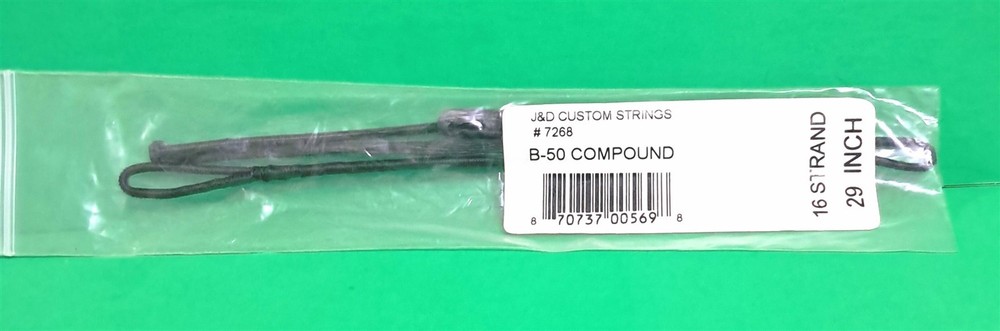 J&D CUSTOM STRINGS
# 7268
B-50 COMPOUND
8 70737 00569 8
16 STRAND
29 INCH